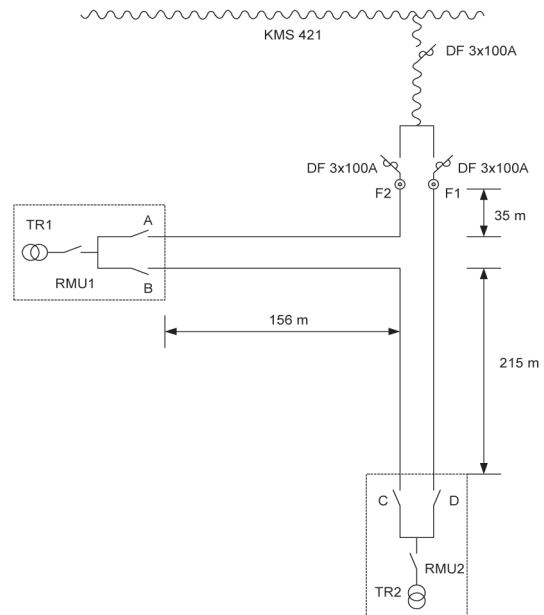 KMS 421
DF 3x100A
DF 3x100A
DF 3x100A
F2
F1
35 m
A
TR1
RMU1
B
156 m
215 m
C
D
RMU2
TR2